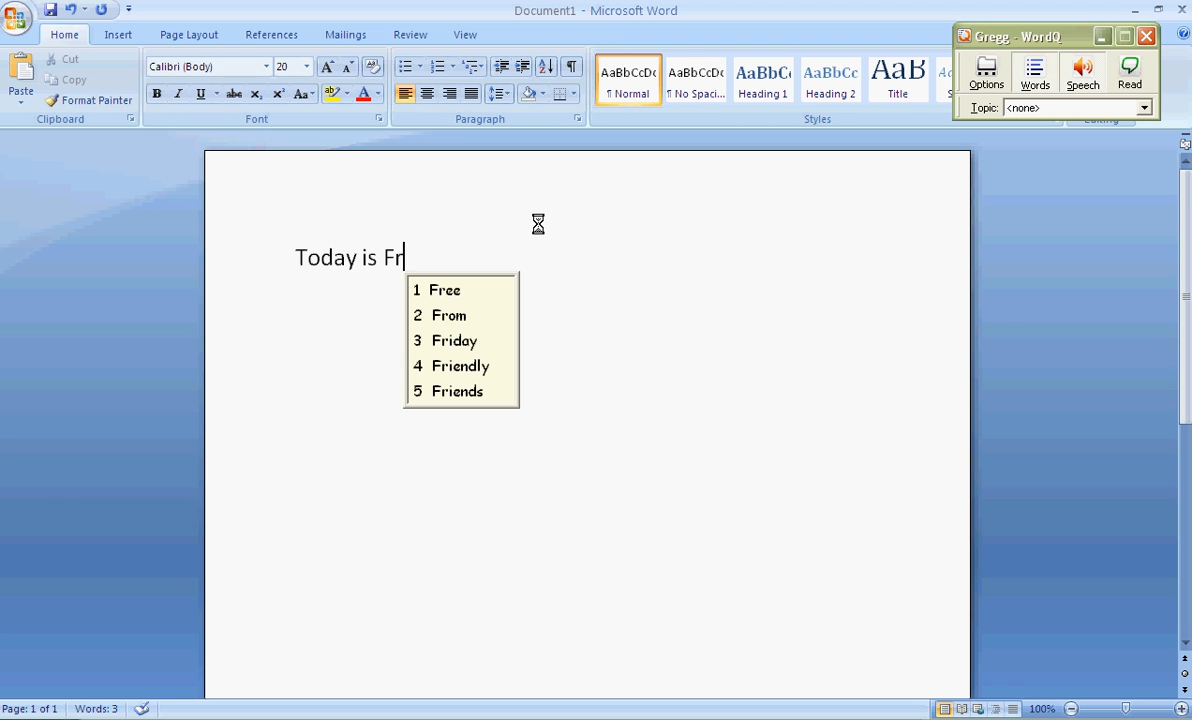 Document1 - Microsoft Word
Home Insert Page Layout References Mailings Review View
Gregg - WordQ
Options Words Speech Read
Topic: <none>
Paste
Cut
Copy
Format Painter
Clipboard
Calibri (Body) 20
Font
Paragraph
AaBbCcDc AaBbCcDc AaBbC AaBbCc AaB
¶ Normal ¶ No Spaci... Heading 1 Heading 2 Title
Styles
Today is Fr
1 Free
2 From
3 Friday
4 Friendly
5 Friends
Page: 1 of 1 Words: 3 100%